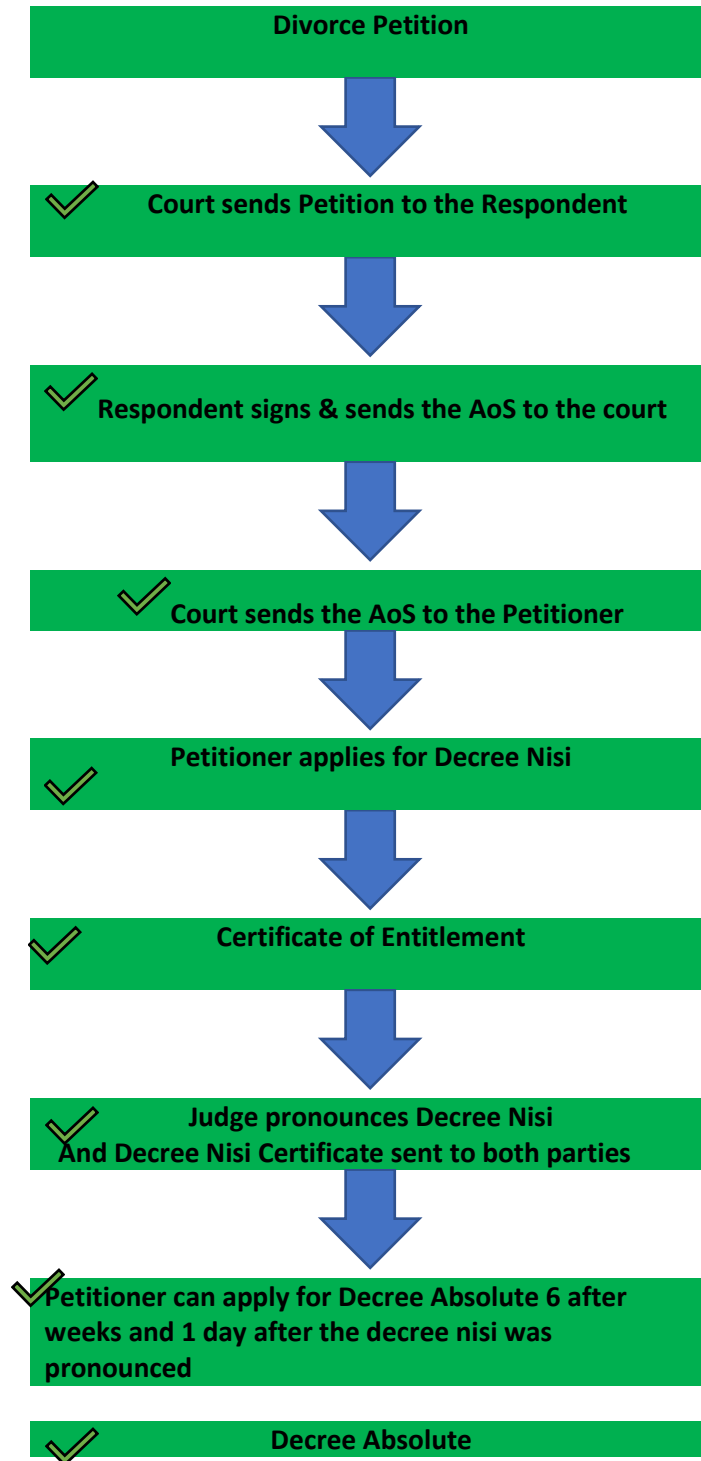 Divorce Petition
Court sends Petition to the Respondent
Respondent signs & sends the AoS to the court
Court sends the AoS to the Petitioner
Petitioner applies for Decree Nisi
Certificate of Entitlement
Judge pronounces Decree Nisi
And Decree Nisi Certificate sent to both parties
Petitioner can apply for Decree Absolute 6 after
weeks and 1 day after the decree nisi was
pronounced
Decree Absolute